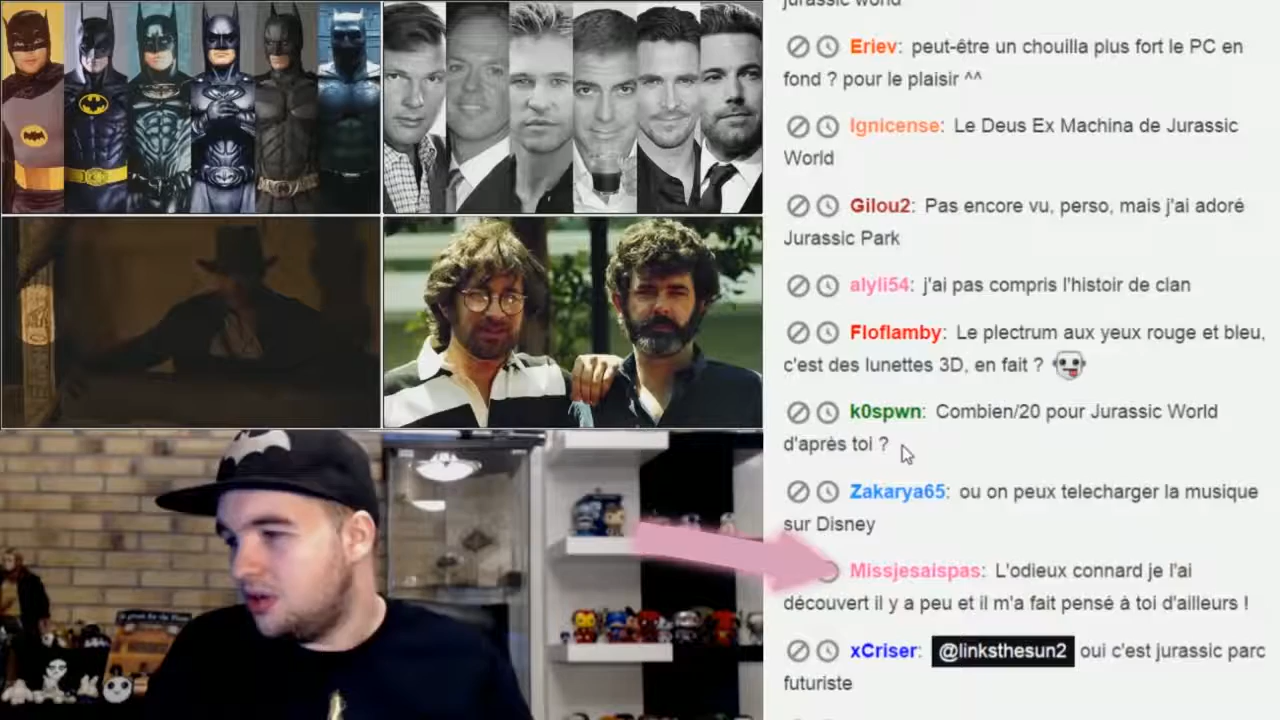 jurassic world
Eriev: peut-être un chouilla plus fort le PC en
fond ? pour le plaisir ^^
Ignicense: Le Deus Ex Machina de Jurassic
World
Gilou2: Pas encore vu, perso, mais j'ai adoré
Jurassic Park
alyli54: j'ai pas compris l'histoir de clan
Floflamby: Le plectrum aux yeux rouge et bleu,
c'est des lunettes 3D, en fait ?
k0spwn: Combien/20 pour Jurassic World
d'après toi ?
Zakarya65: ou on peux telecharger la musique
sur Disney
Missjesaispas: L'odieux connard je l'ai
découvert il y a peu et il m'a fait pensé à toi d'ailleurs !
xCriser: @linksthesun2 oui c'est jurassic parc
futuriste